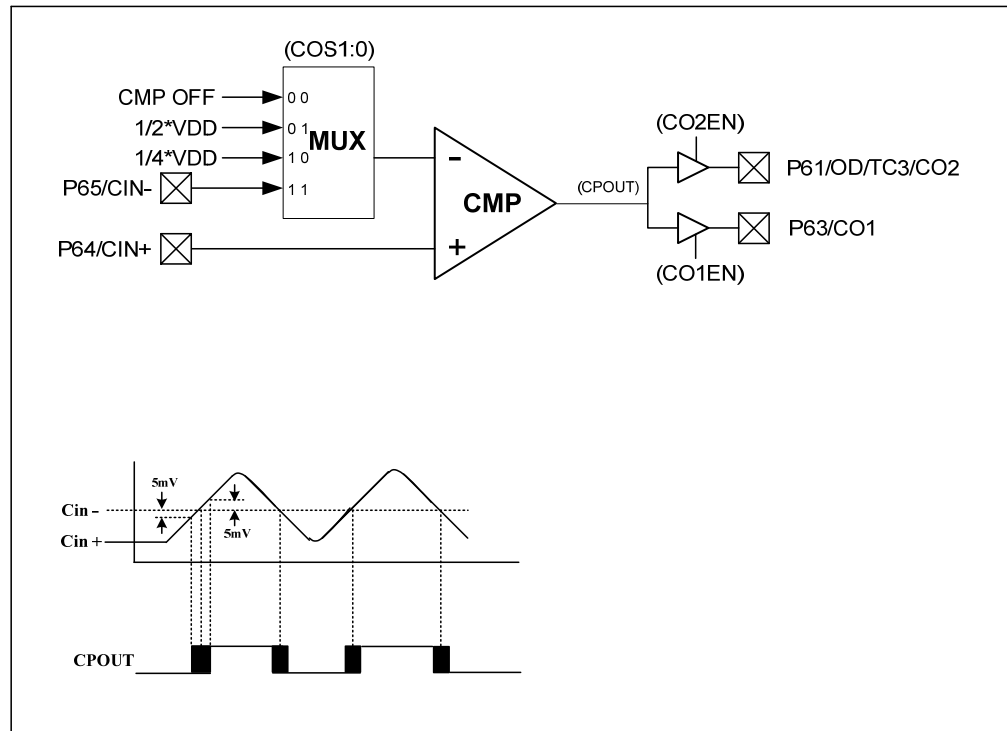 (COS1:0)
CMP OFF
0 0
1/2*VDD
0 1
MUX
1/4*VDD
1 0
P65/CIN-
1 1
P64/CIN+
-
CMP
+
(CPOUT)
(CO2EN)
P61/OD/TC3/CO2
P63/CO1
(CO1EN)
5mV
Cin -
5mV
Cin +
CPOUT